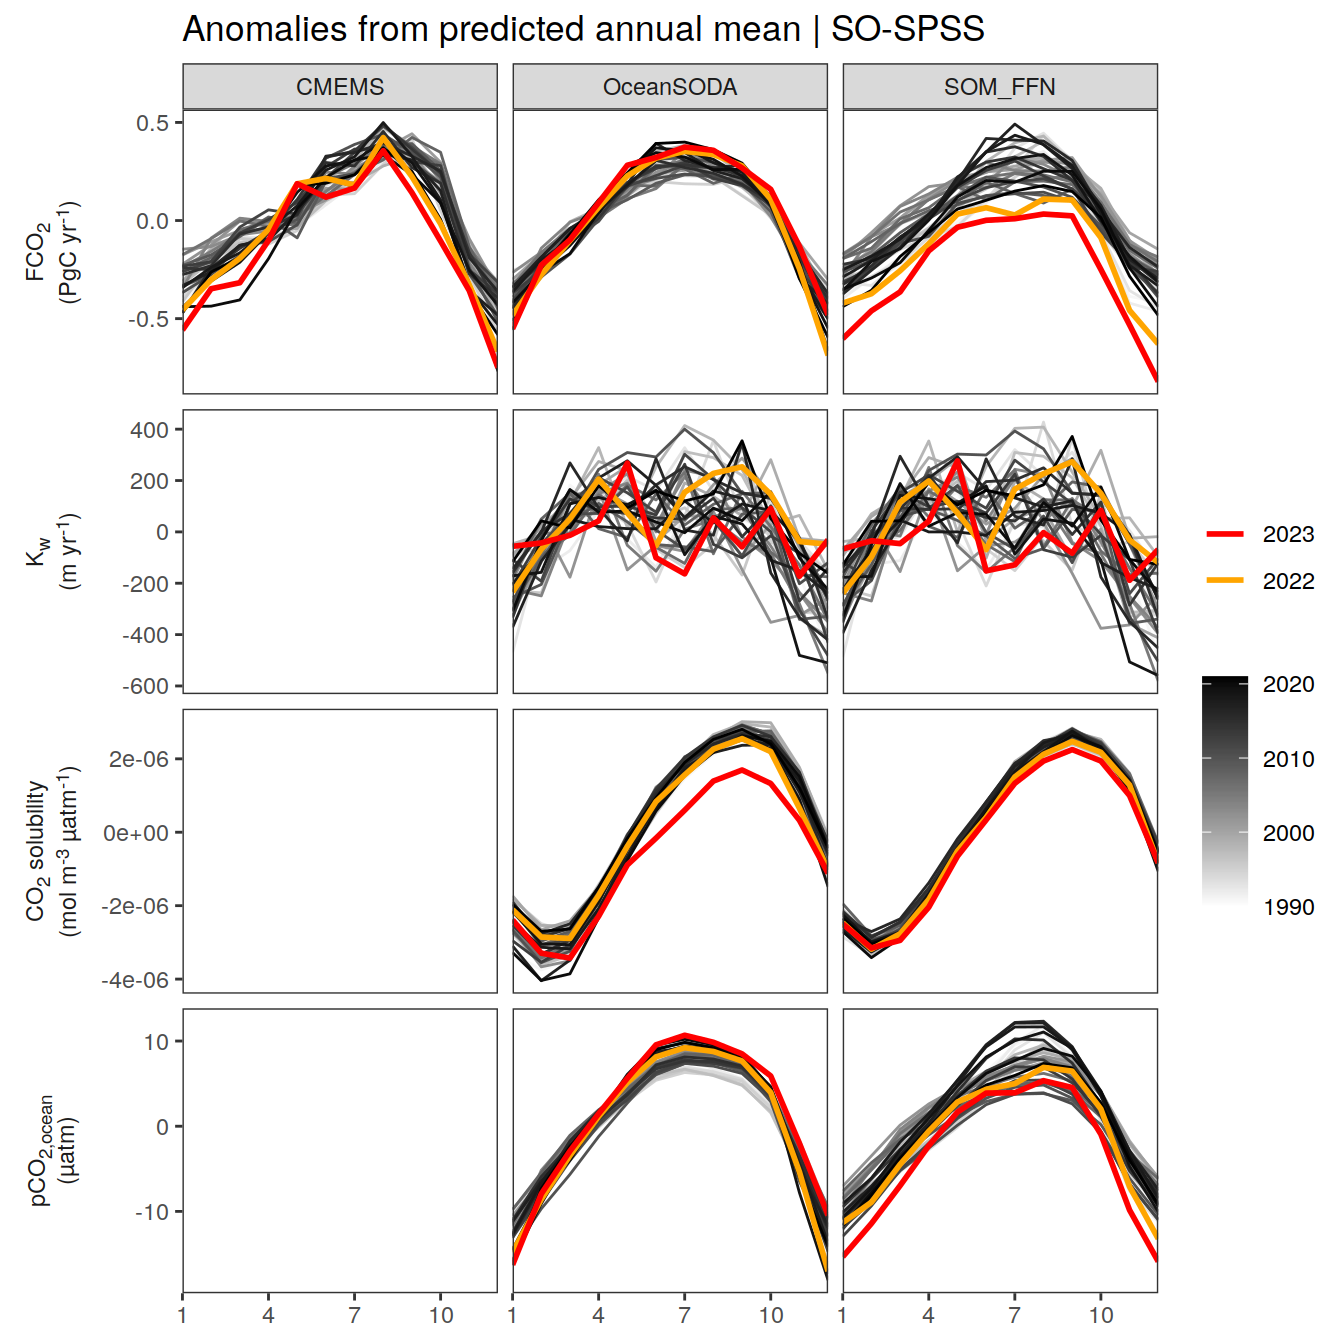 Anomalies from predicted annual mean | SO-SPSS
CMEMS
OceanSODA
SOM_FFN
FCO2
(PgC yr-1)
0.5
0.0
-0.5
Kw
(m yr-1)
400
200
0
-200
-400
-600
CO2 solubility
(mol m-3 µatm-1)
2e-06
0e+00
-2e-06
-4e-06
pCO2,ocean
(µatm)
10
0
-10
1 4 7 10
1 4 7 10
1 4 7 10
2023
2022
2020
2010
2000
1990